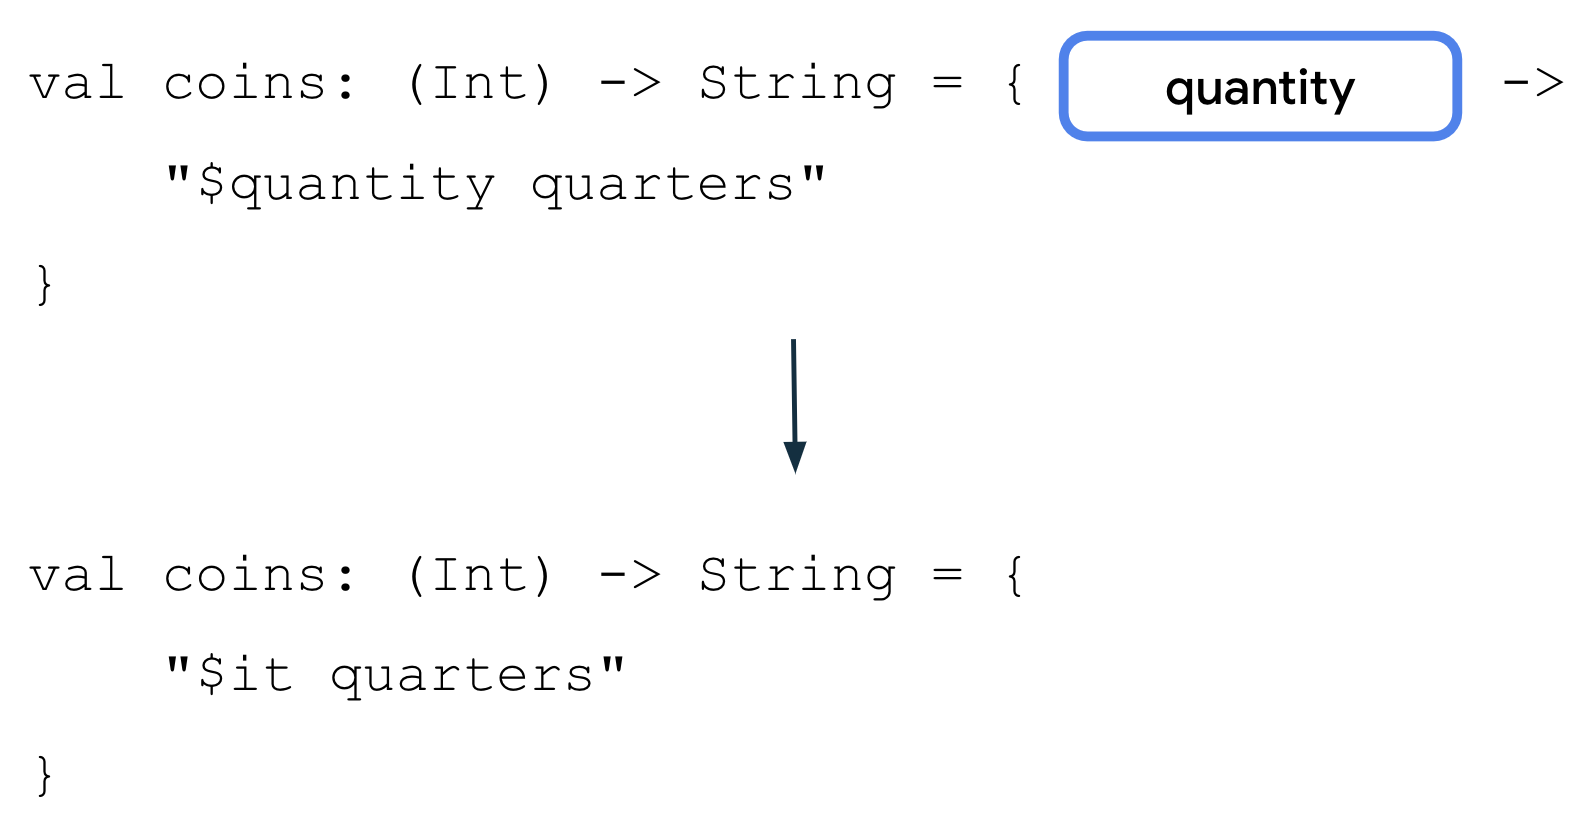 val coins: (Int) -> String = { quantity ->
    "$quantity quarters"
}
val coins: (Int) -> String = {
    "$it quarters"
}